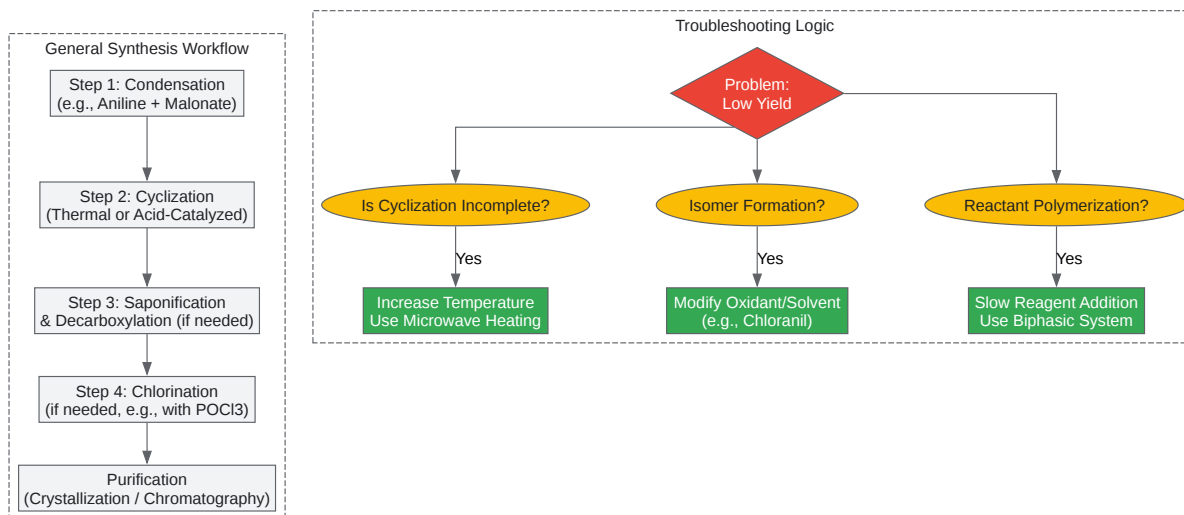 General Synthesis Workflow
Step 1: Condensation
(e.g., Aniline + Malonate)
Step 2: Cyclization
(Thermal or Acid-Catalyzed)
Step 3: Saponification
& Decarboxylation (if needed)
Step 4: Chlorination
(if needed, e.g., with POCl3)
Purification
(Crystallization / Chromatography)
Troubleshooting Logic
Problem:
Low Yield
Is Cyclization Incomplete?
Isomer Formation?
Reactant Polymerization?
Yes
Yes
Yes
Increase Temperature
Use Microwave Heating
Modify Oxidant/Solvent
(e.g., Chloranil)
Slow Reagent Addition
Use Biphasic System